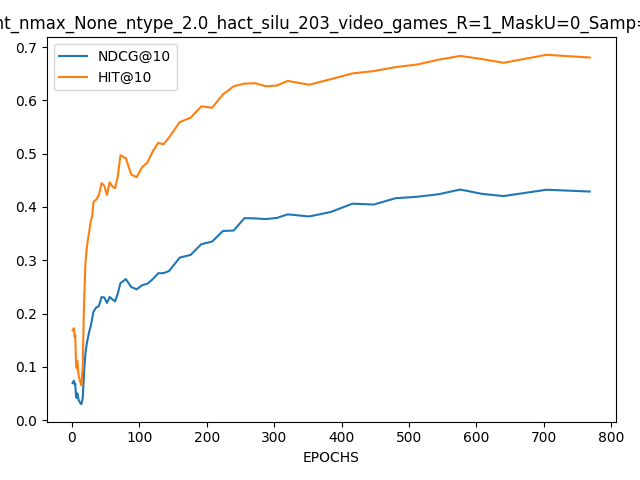 nt_nmax_None_ntype_2.0_hact_silu_203_video_games_R=1_MaskU=0_Samp=
NDCG@10
HIT@10
0.7
0.6
0.5
0.4
0.3
0.2
0.1
0.0
0 100 200 300 400 500 600 700 800
EPOCHS